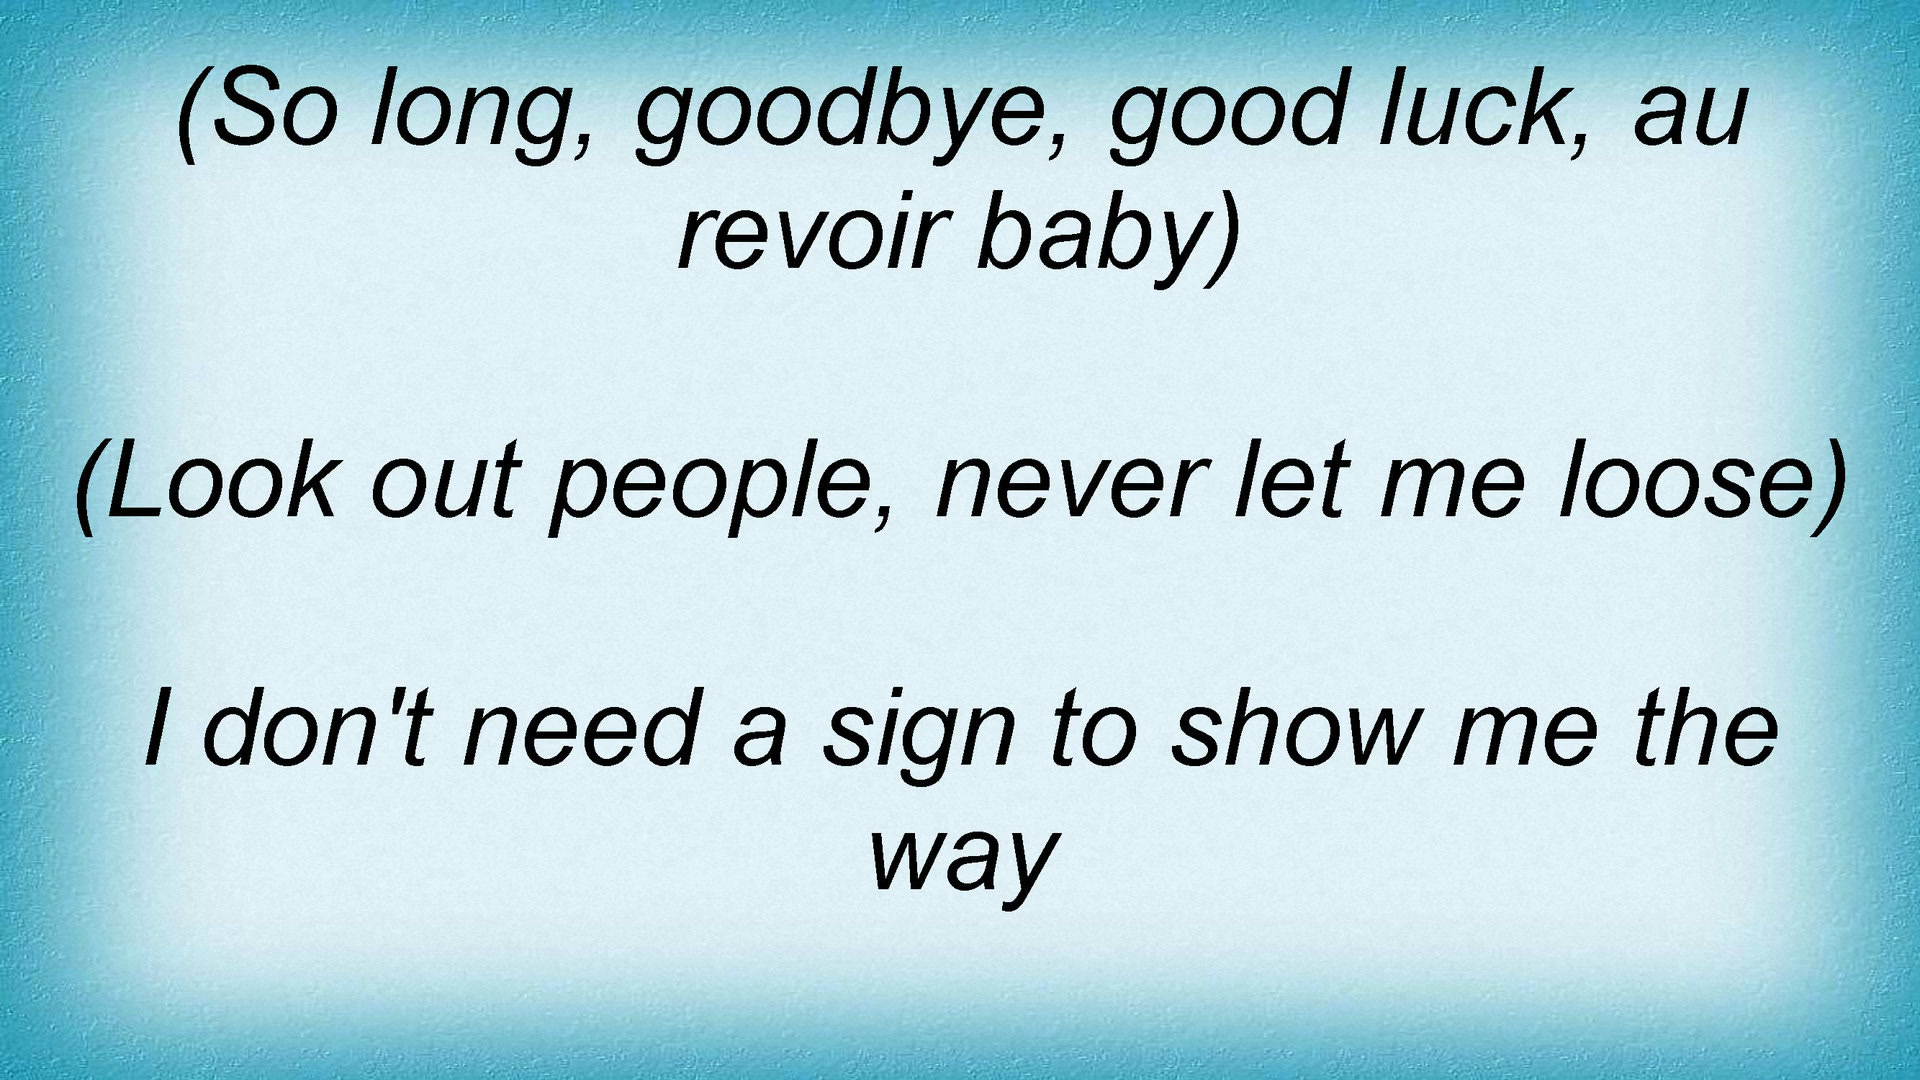 (So long, goodbye, good luck, au
revoir baby)
(Look out people, never let me loose)
I don't need a sign to show me the
way